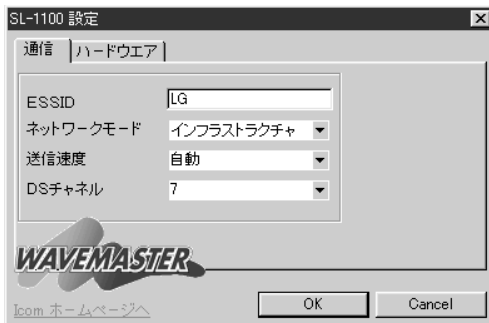 SL-1100 設定
通信 ハードウエア
ESSID LG
ネットワークモード インフラストラクチャ
送信速度 自動
DSチャネル 7
WAVEMASTER
Icom ホームページへ OK Cancel